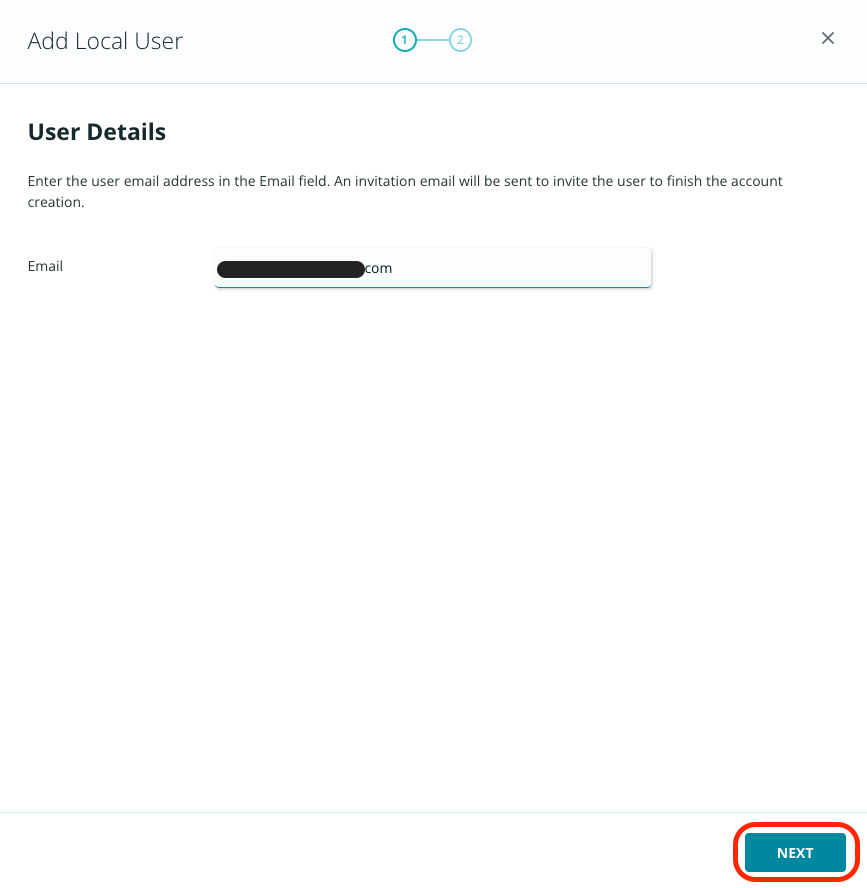 Add Local User
1
2
User Details
Enter the user email address in the Email field. An invitation email will be sent to invite the user to finish the account
creation.
Email
com
NEXT